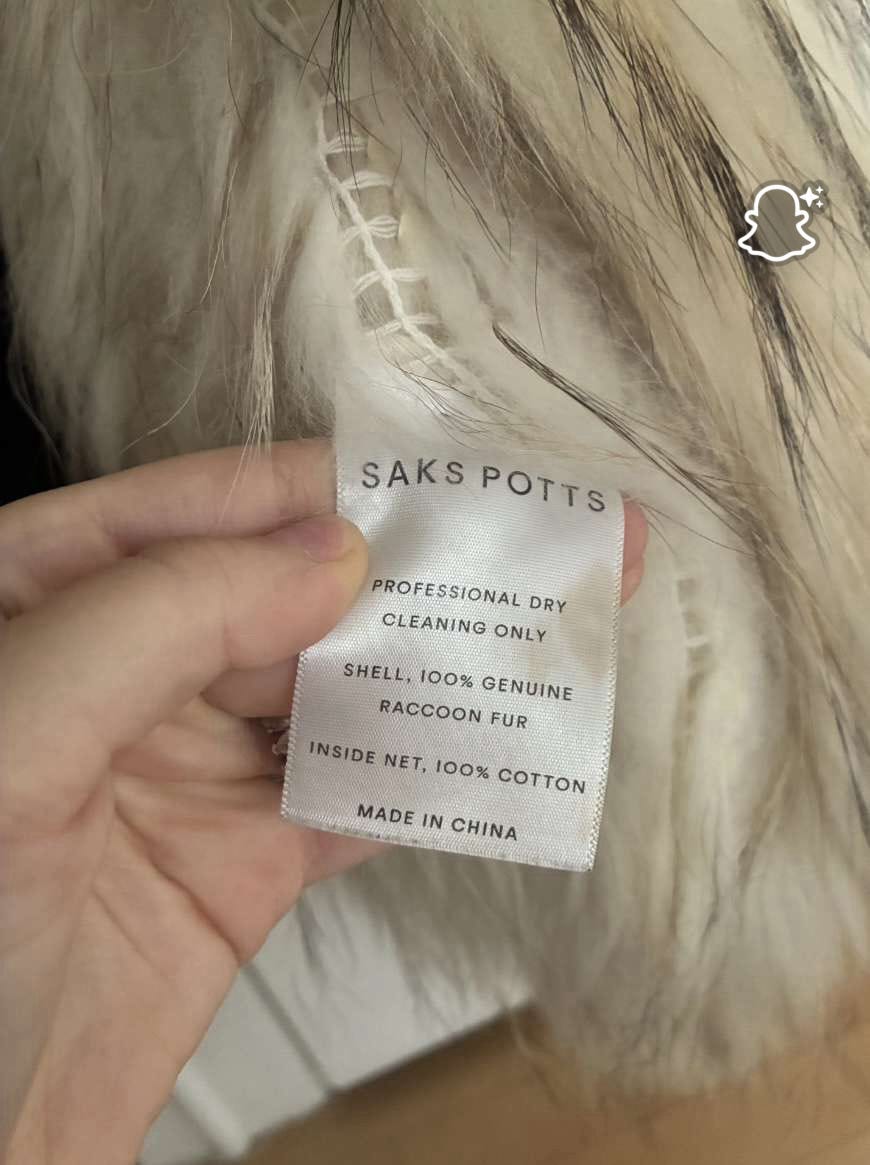 SAKS POTTS
PROFESSIONAL DRY
CLEANING ONLY
SHELL, 100% GENUINE
RACCOON FUR
INSIDE NET, 100% COTTON
MADE IN CHINA